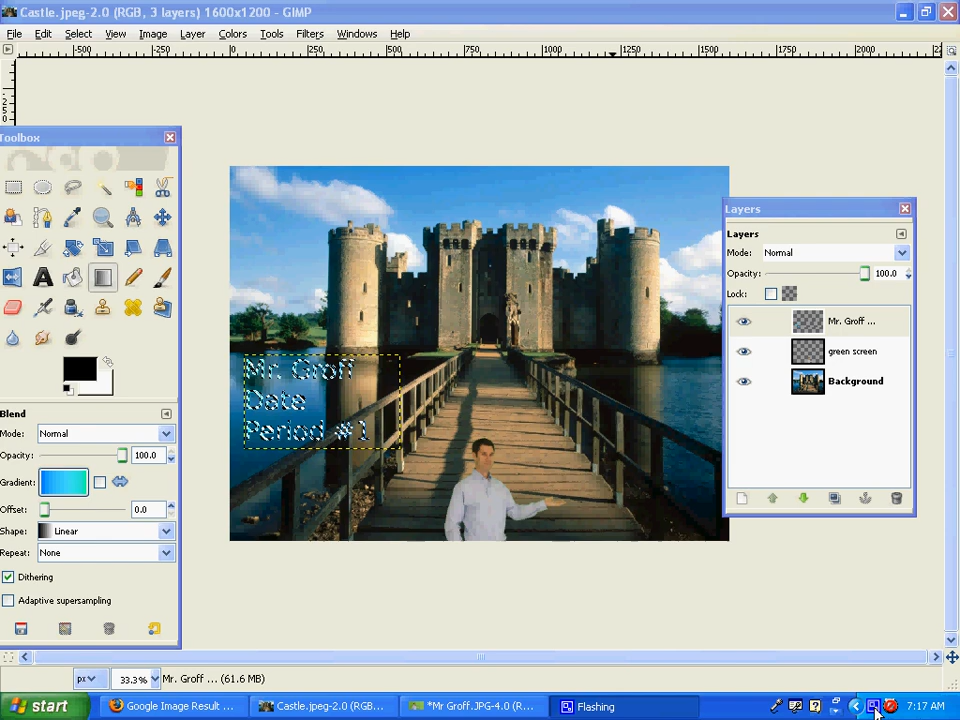 Castle.jpeg-2.0 (RGB, 3 layers) 1600x1200 - GIMP
File Edit Select View Image Layer Colors Tools Filters Windows Help
-500 -250 0 250 500 750 1000 1250 1500 1750 2000
Toolbox
Blend
Mode: Normal
Opacity: 100.0
Gradient:
Offset: 0.0
Shape: Linear
Repeat: None
Dithering
Adaptive supersampling
Mr. Groff
Date
Period #1
Layers
Layers
Mode: Normal
Opacity: 100.0
Lock:
Mr. Groff ...
green screen
Background
px 33.3% Mr. Groff ... (61.6 MB)
start Google Image Result ... Castle.jpeg-2.0 (RGB... *Mr Groff.JPG-4.0 (R... Flashing 7:17 AM